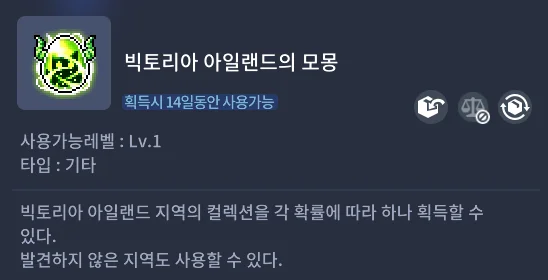 빅토리아 아일랜드의 모몽
획득시 14일동안 사용가능
사용가능레벨 : Lv.1
타입 : 기타
빅토리아 아일랜드 지역의 컬렉션을 각 확률에 따라 하나 획득할 수
있다.
발견하지 않은 지역도 사용할 수 있다.